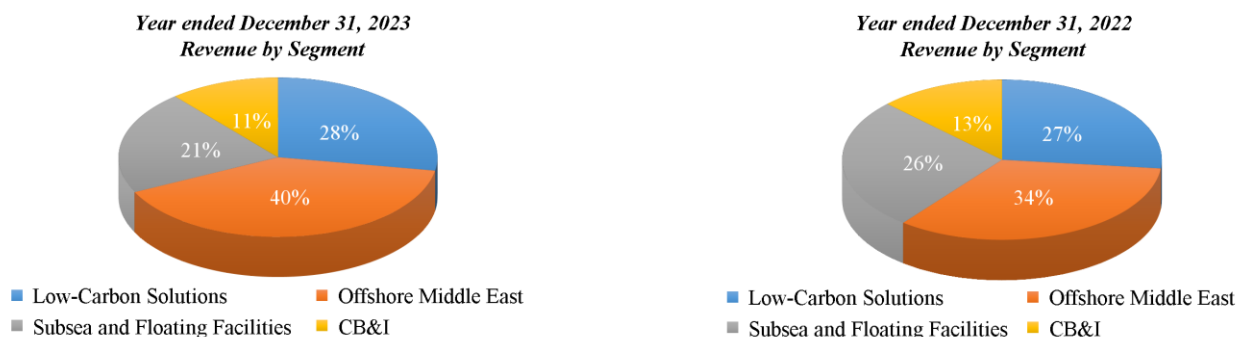 Year ended December 31, 2023
Revenue by Segment
11%
28%
21%
40%
Low-Carbon Solutions
Offshore Middle East
Subsea and Floating Facilities
CB&I
Year ended December 31, 2022
Revenue by Segment
13%
27%
26%
34%
Low-Carbon Solutions
Offshore Middle East
Subsea and Floating Facilities
CB&I